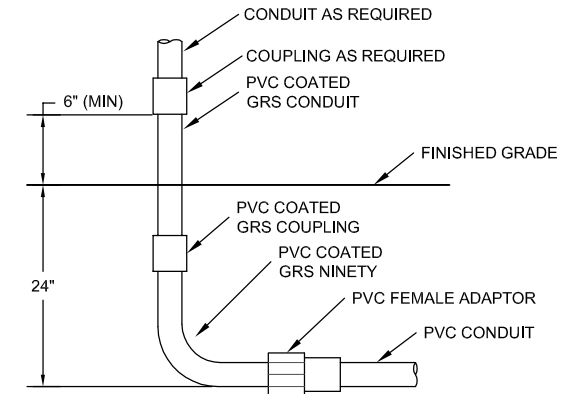 CONDUIT AS REQUIRED
COUPLING AS REQUIRED
PVC COATED
GRS CONDUIT
6" (MIN)
FINISHED GRADE
PVC COATED
GRS COUPLING
PVC COATED
GRS NINETY
24"
PVC FEMALE ADAPTOR
PVC CONDUIT